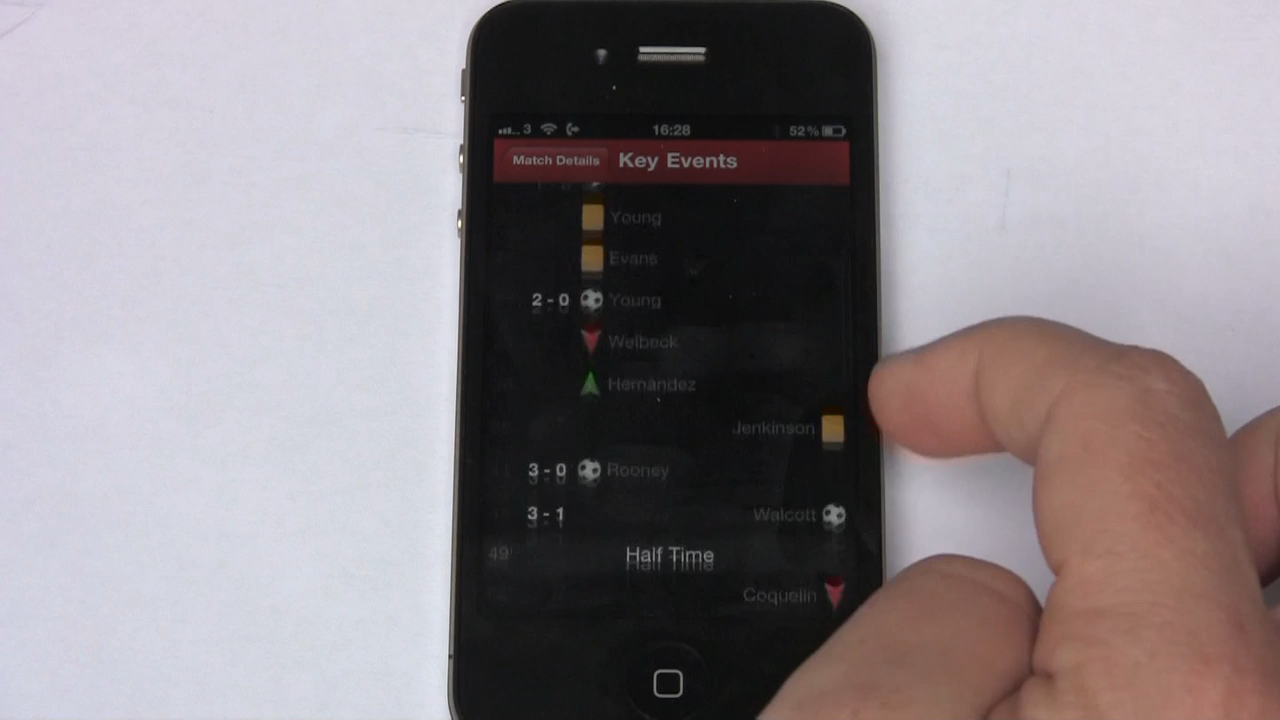 3 16:28 52%
Match Details Key Events
Young
Evans
2 - 0 Young
Welbeck
Hernandez
Jenkinson
3 - 0 Rooney
3 - 1 Walcott
49' Half Time
Coquelin